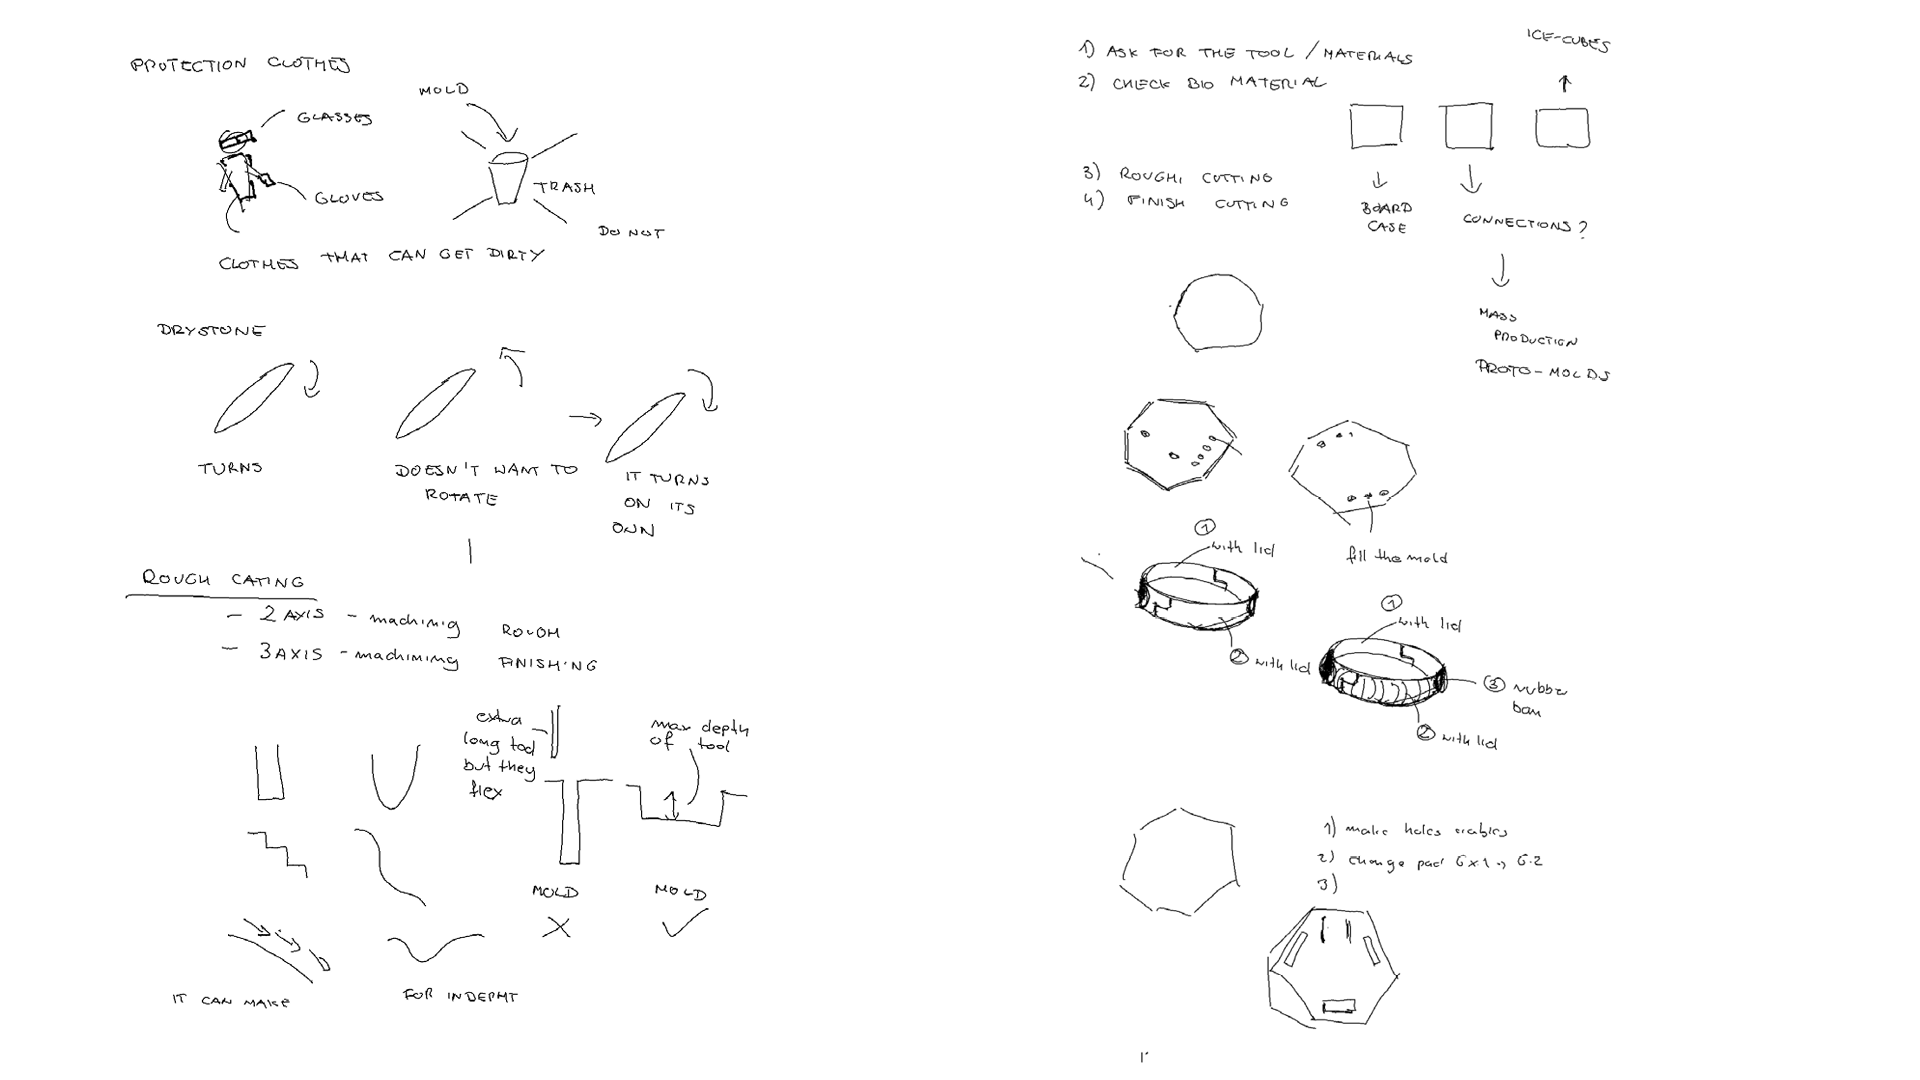 PROTECTION CLOTHES
GLASSES
GLOVES
CLOTHES THAT CAN GET DIRTY
MOLD
TRASH
DO NOT
DRYSTONE
TURNS
DOESN'T WANT TO
ROTATE
IT TURNS
ON ITS
OWN
ROUGH CATING
- 2 AXIS - machinig ROUGH
- 3 AXIS - machining FINISHING
extra
long tool
but they
flex
max depth
of tool
MOLD
MOLD
IT CAN MAKE
FOR INDEPHT
1) ASK FOR THE TOOL / MATERIALS
2) CHECK BIO MATERIAL
3) ROUGH CUTTING
4) FINISH CUTTING
ICE-CUBES
BOARD
CASE
CONNECTIONS?
MASS
PRODUCTION
PROTO-MOLDS
fill the mold
1
with lid
2 with lid
1
with lid
3 rubber
ban
2 with lid
1) make holes
2) change pad 6x1
3)